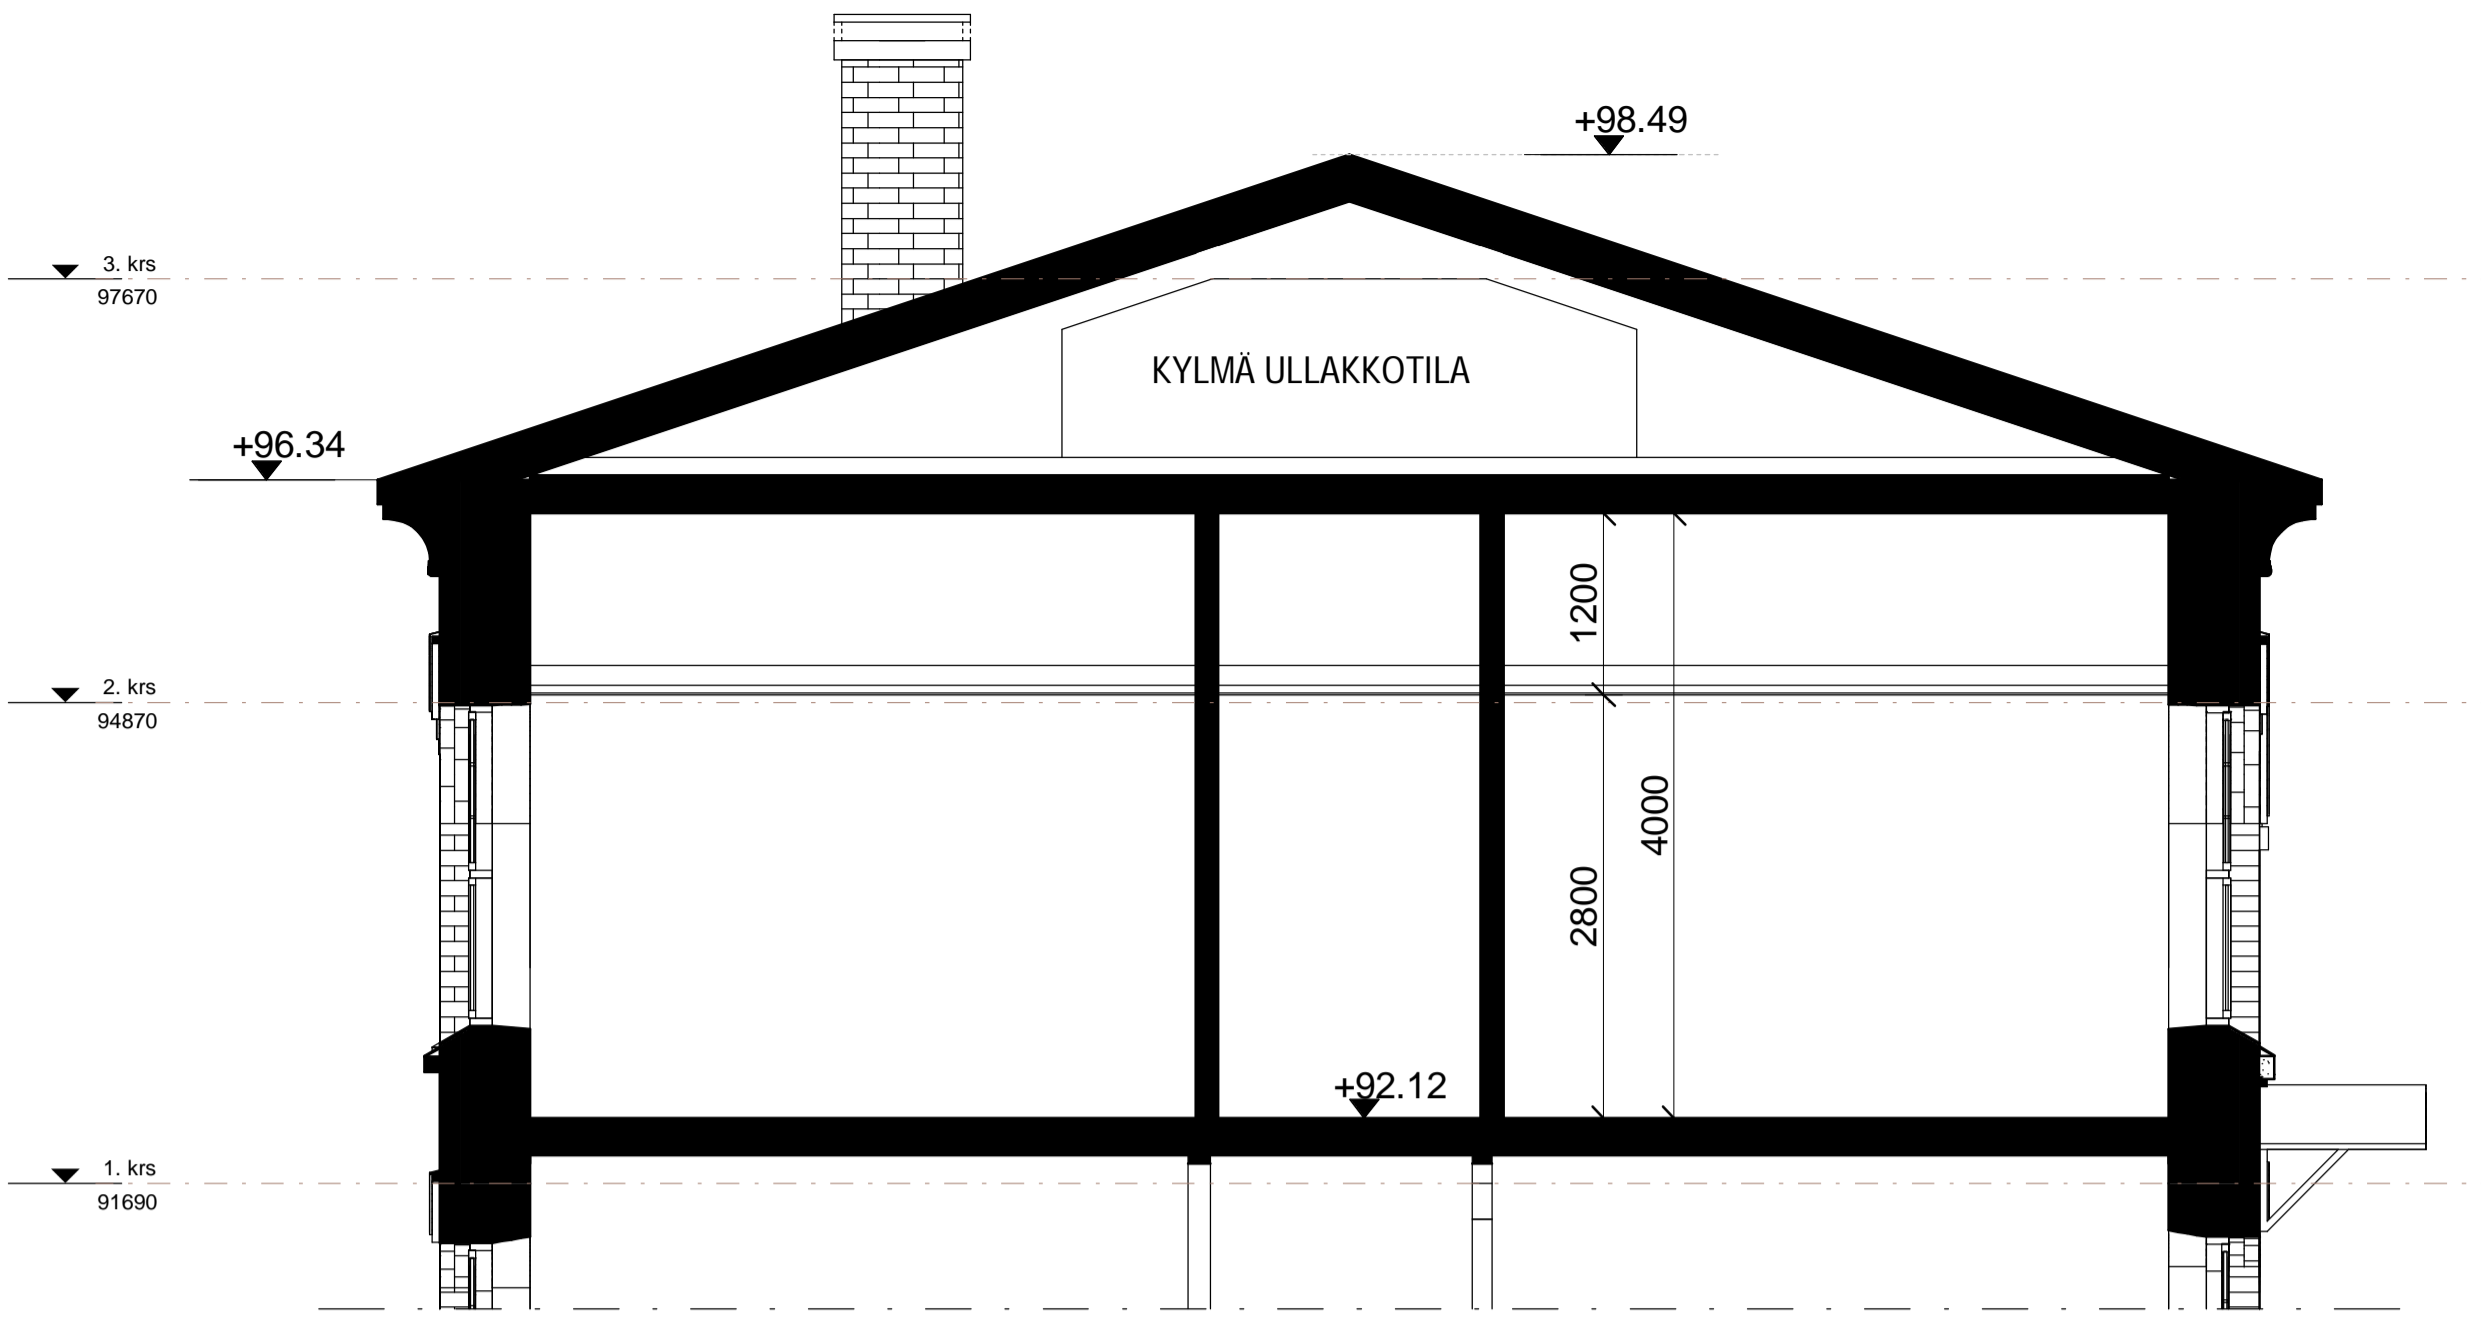 +98.49
3. krs
97670
KYLMÄ ULLAKKOTILA
+96.34
1200
2. krs
94870
4000
2800
+92.12
1. krs
91690